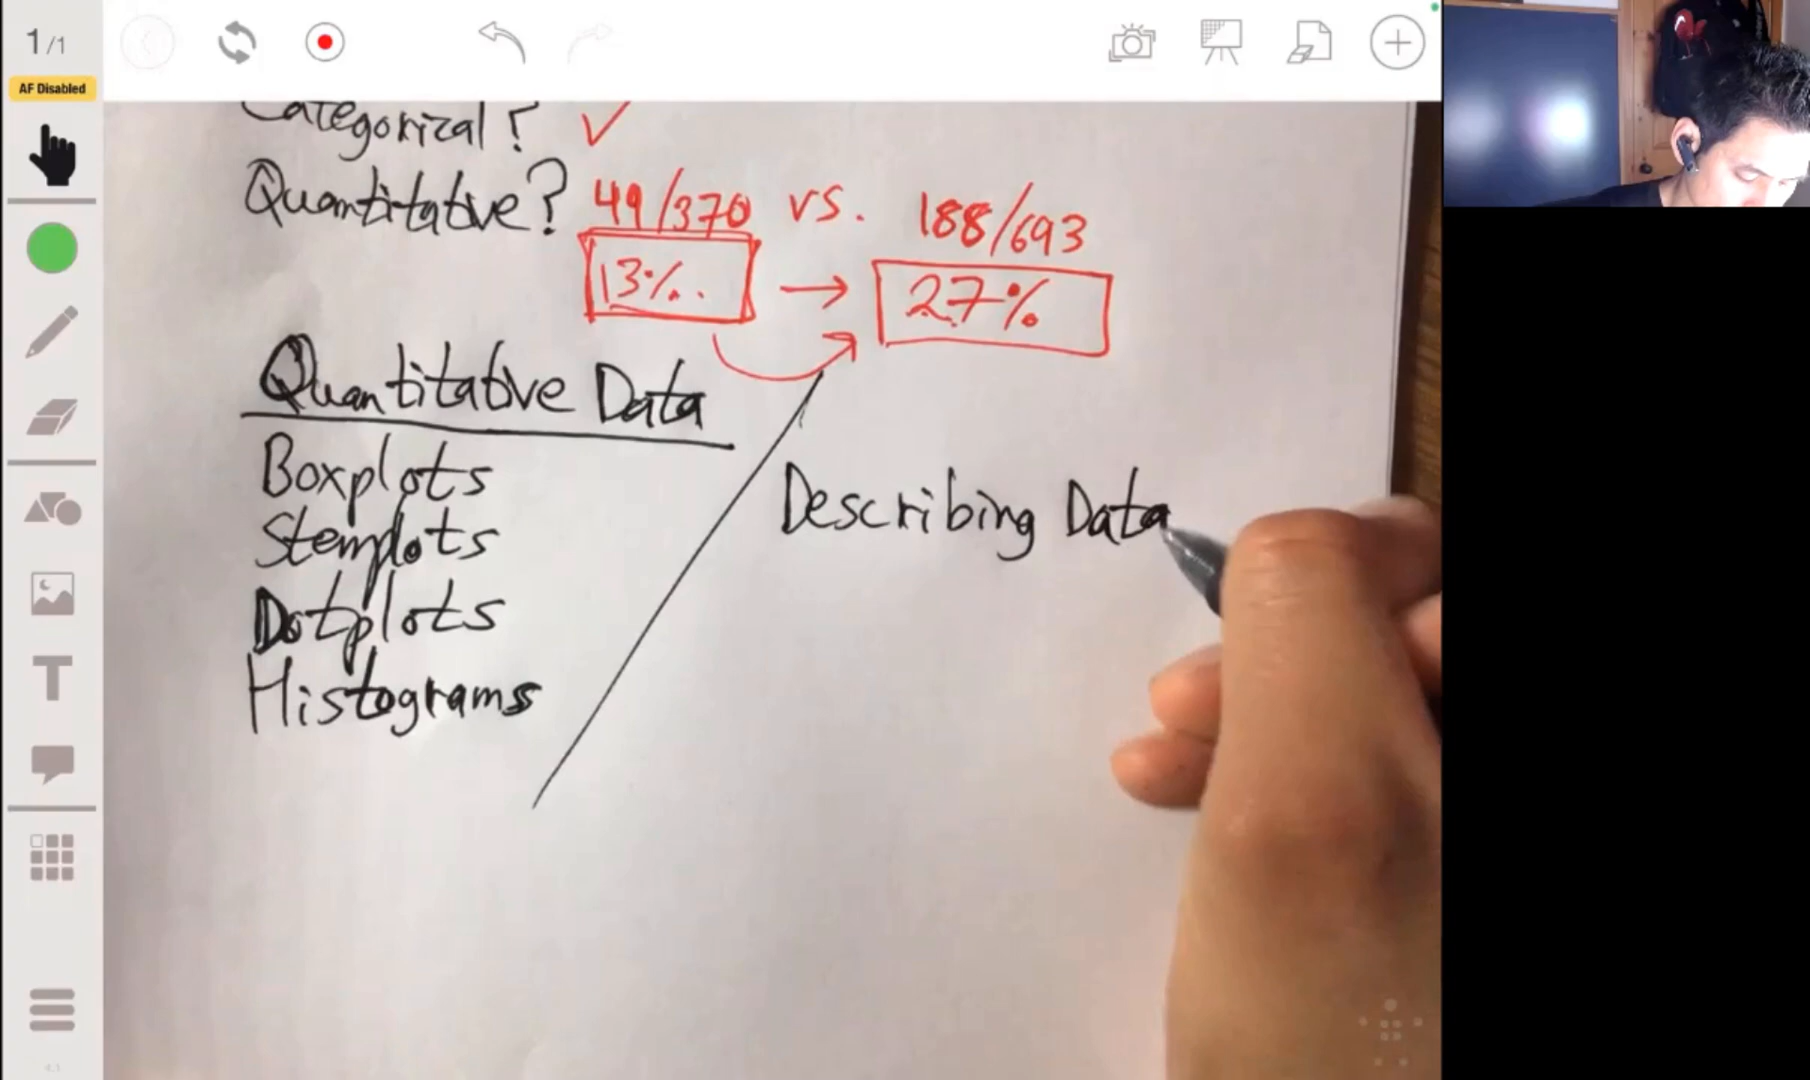 1/1
AF Disabled
Categorical? ✓
Quantitative? 49/370 vs. 188/693
13%. → 27%
Quantitative Data
Boxplots
Stemplots
Dotplots
Histograms
Describing Data
T